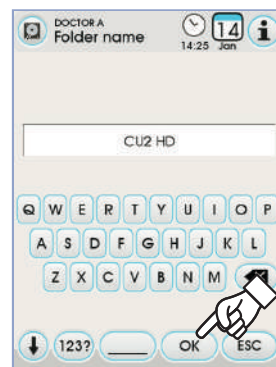 DOCTOR A
Folder name
14:25
14
Jan
i
CU2 HD
Q W E R T Y U I O P
A S D F G H J K L
Z X C V B N M
123? OK ESC